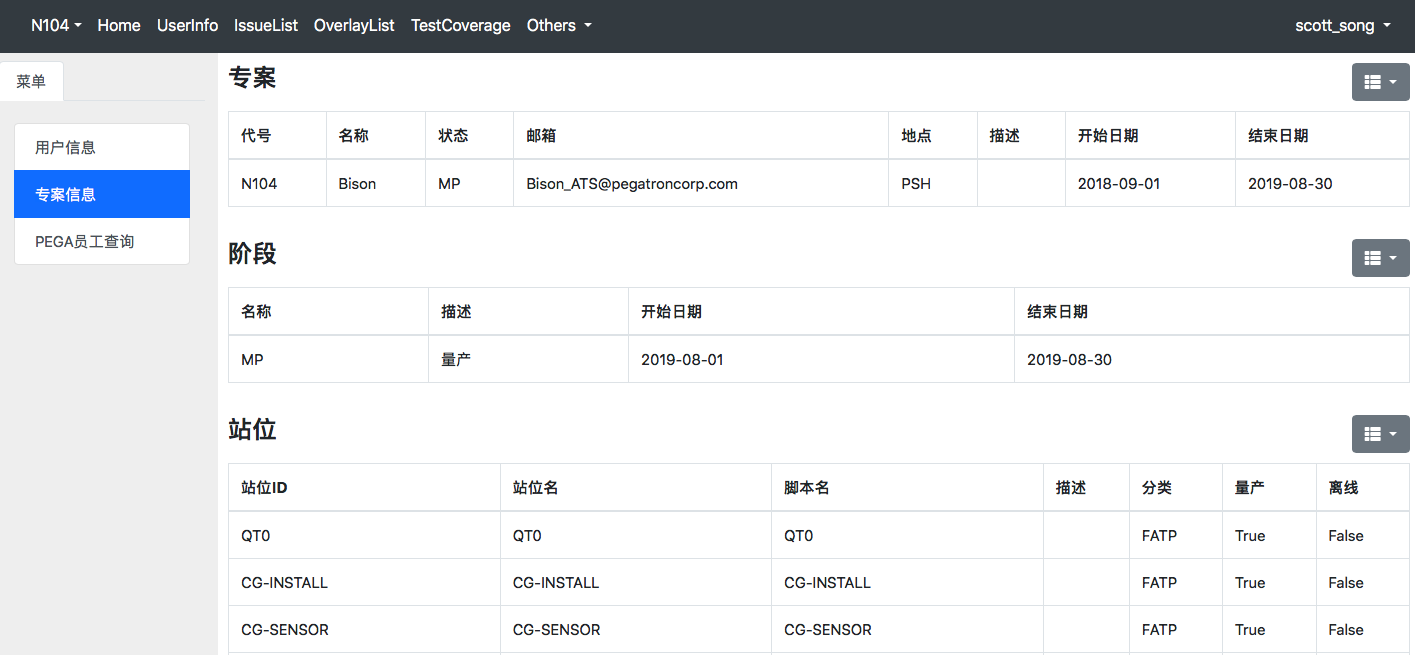 N104 Home UserInfo IssueList OverlayList TestCoverage Others scott_song
菜单
用户信息
专案信息
PEGA员工查询
专案
代号 名称 状态 邮箱 地点 描述 开始日期 结束日期
N104 Bison MP Bison_ATS@pegatroncorp.com PSH 2018-09-01 2019-08-30
阶段
名称 描述 开始日期 结束日期
MP 量产 2019-08-01 2019-08-30
站位
站位ID 站位名 脚本名 描述 分类 量产 离线
QT0 QT0 QT0 FATP True False
CG-INSTALL CG-INSTALL CG-INSTALL FATP True False
CG-SENSOR CG-SENSOR CG-SENSOR FATP True False